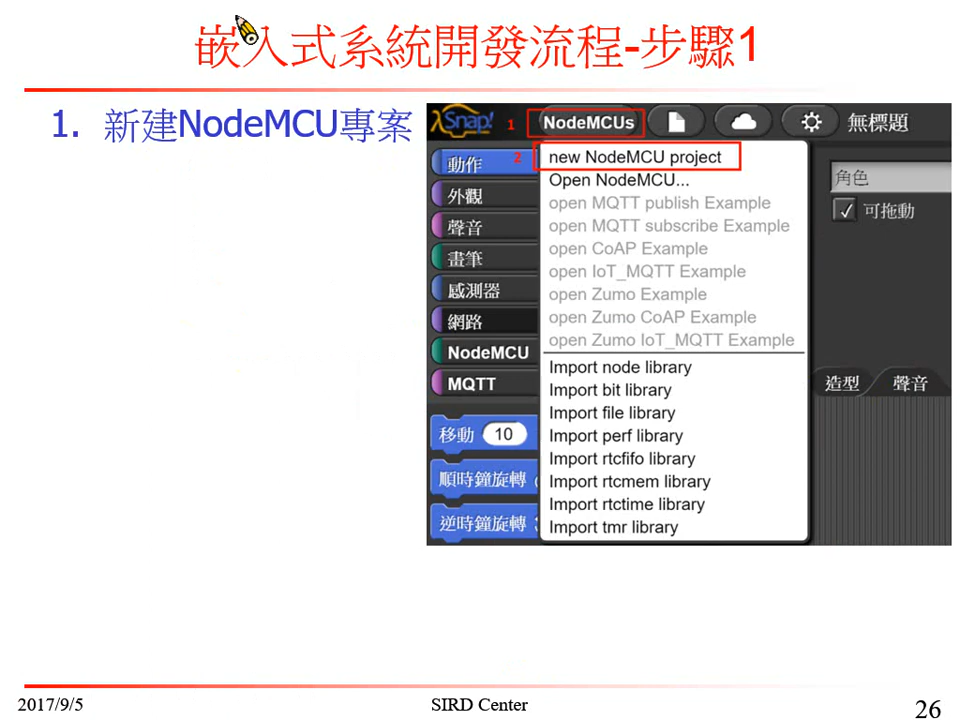 嵌入式系統開發流程-步驟1
1. 新建NodeMCU專案
λSnap! 1 NodeMCUs 無標題
動作 2 new NodeMCU project
外觀 Open NodeMCU...
聲音 open MQTT publish Example
畫筆 open MQTT subscribe Example
感測器 open CoAP Example
網路 open IoT_MQTT Example
NodeMCU open Zumo Example
MQTT open Zumo CoAP Example
open Zumo IoT_MQTT Example
Import node library
Import bit library
Import file library
Import perf library
Import rtcfifo library
Import rtcmem library
Import rtctime library
Import tmr library
移動 10
順時鐘旋轉
逆時鐘旋轉
角色
可拖動
造型 聲音
2017/9/5 SIRD Center 26